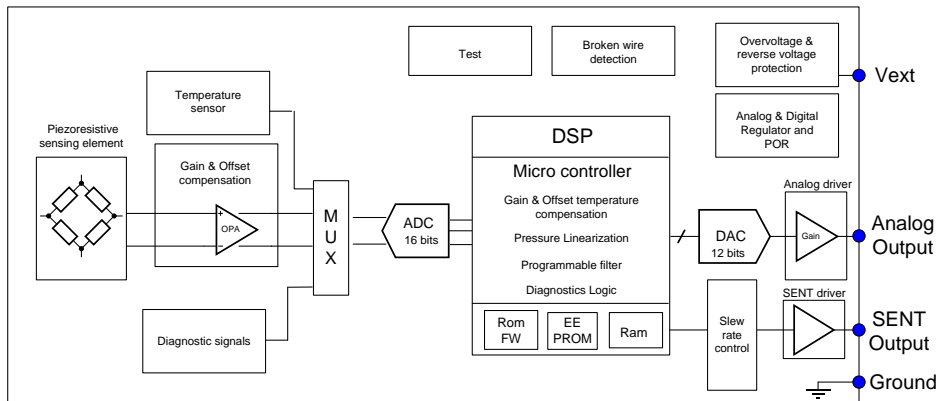 Test
Broken wire
detection
Overvoltage &
reverse voltage
protection
Vext
Temperature
sensor
Analog & Digital
Regulator and
POR
Piezoresistive
sensing element
Gain & Offset
compensation
+
OPA
−
M
U
X
ADC
16 bits
DSP
Micro controller
Gain & Offset temperature
compensation
Pressure Linearization
Programmable filter
Diagnostics Logic
Rom
FW
EE
PROM
Ram
DAC
12 bits
Analog driver
Gain
Analog
Output
Slew
rate
control
SENT driver
SENT
Output
Diagnostic signals
Ground